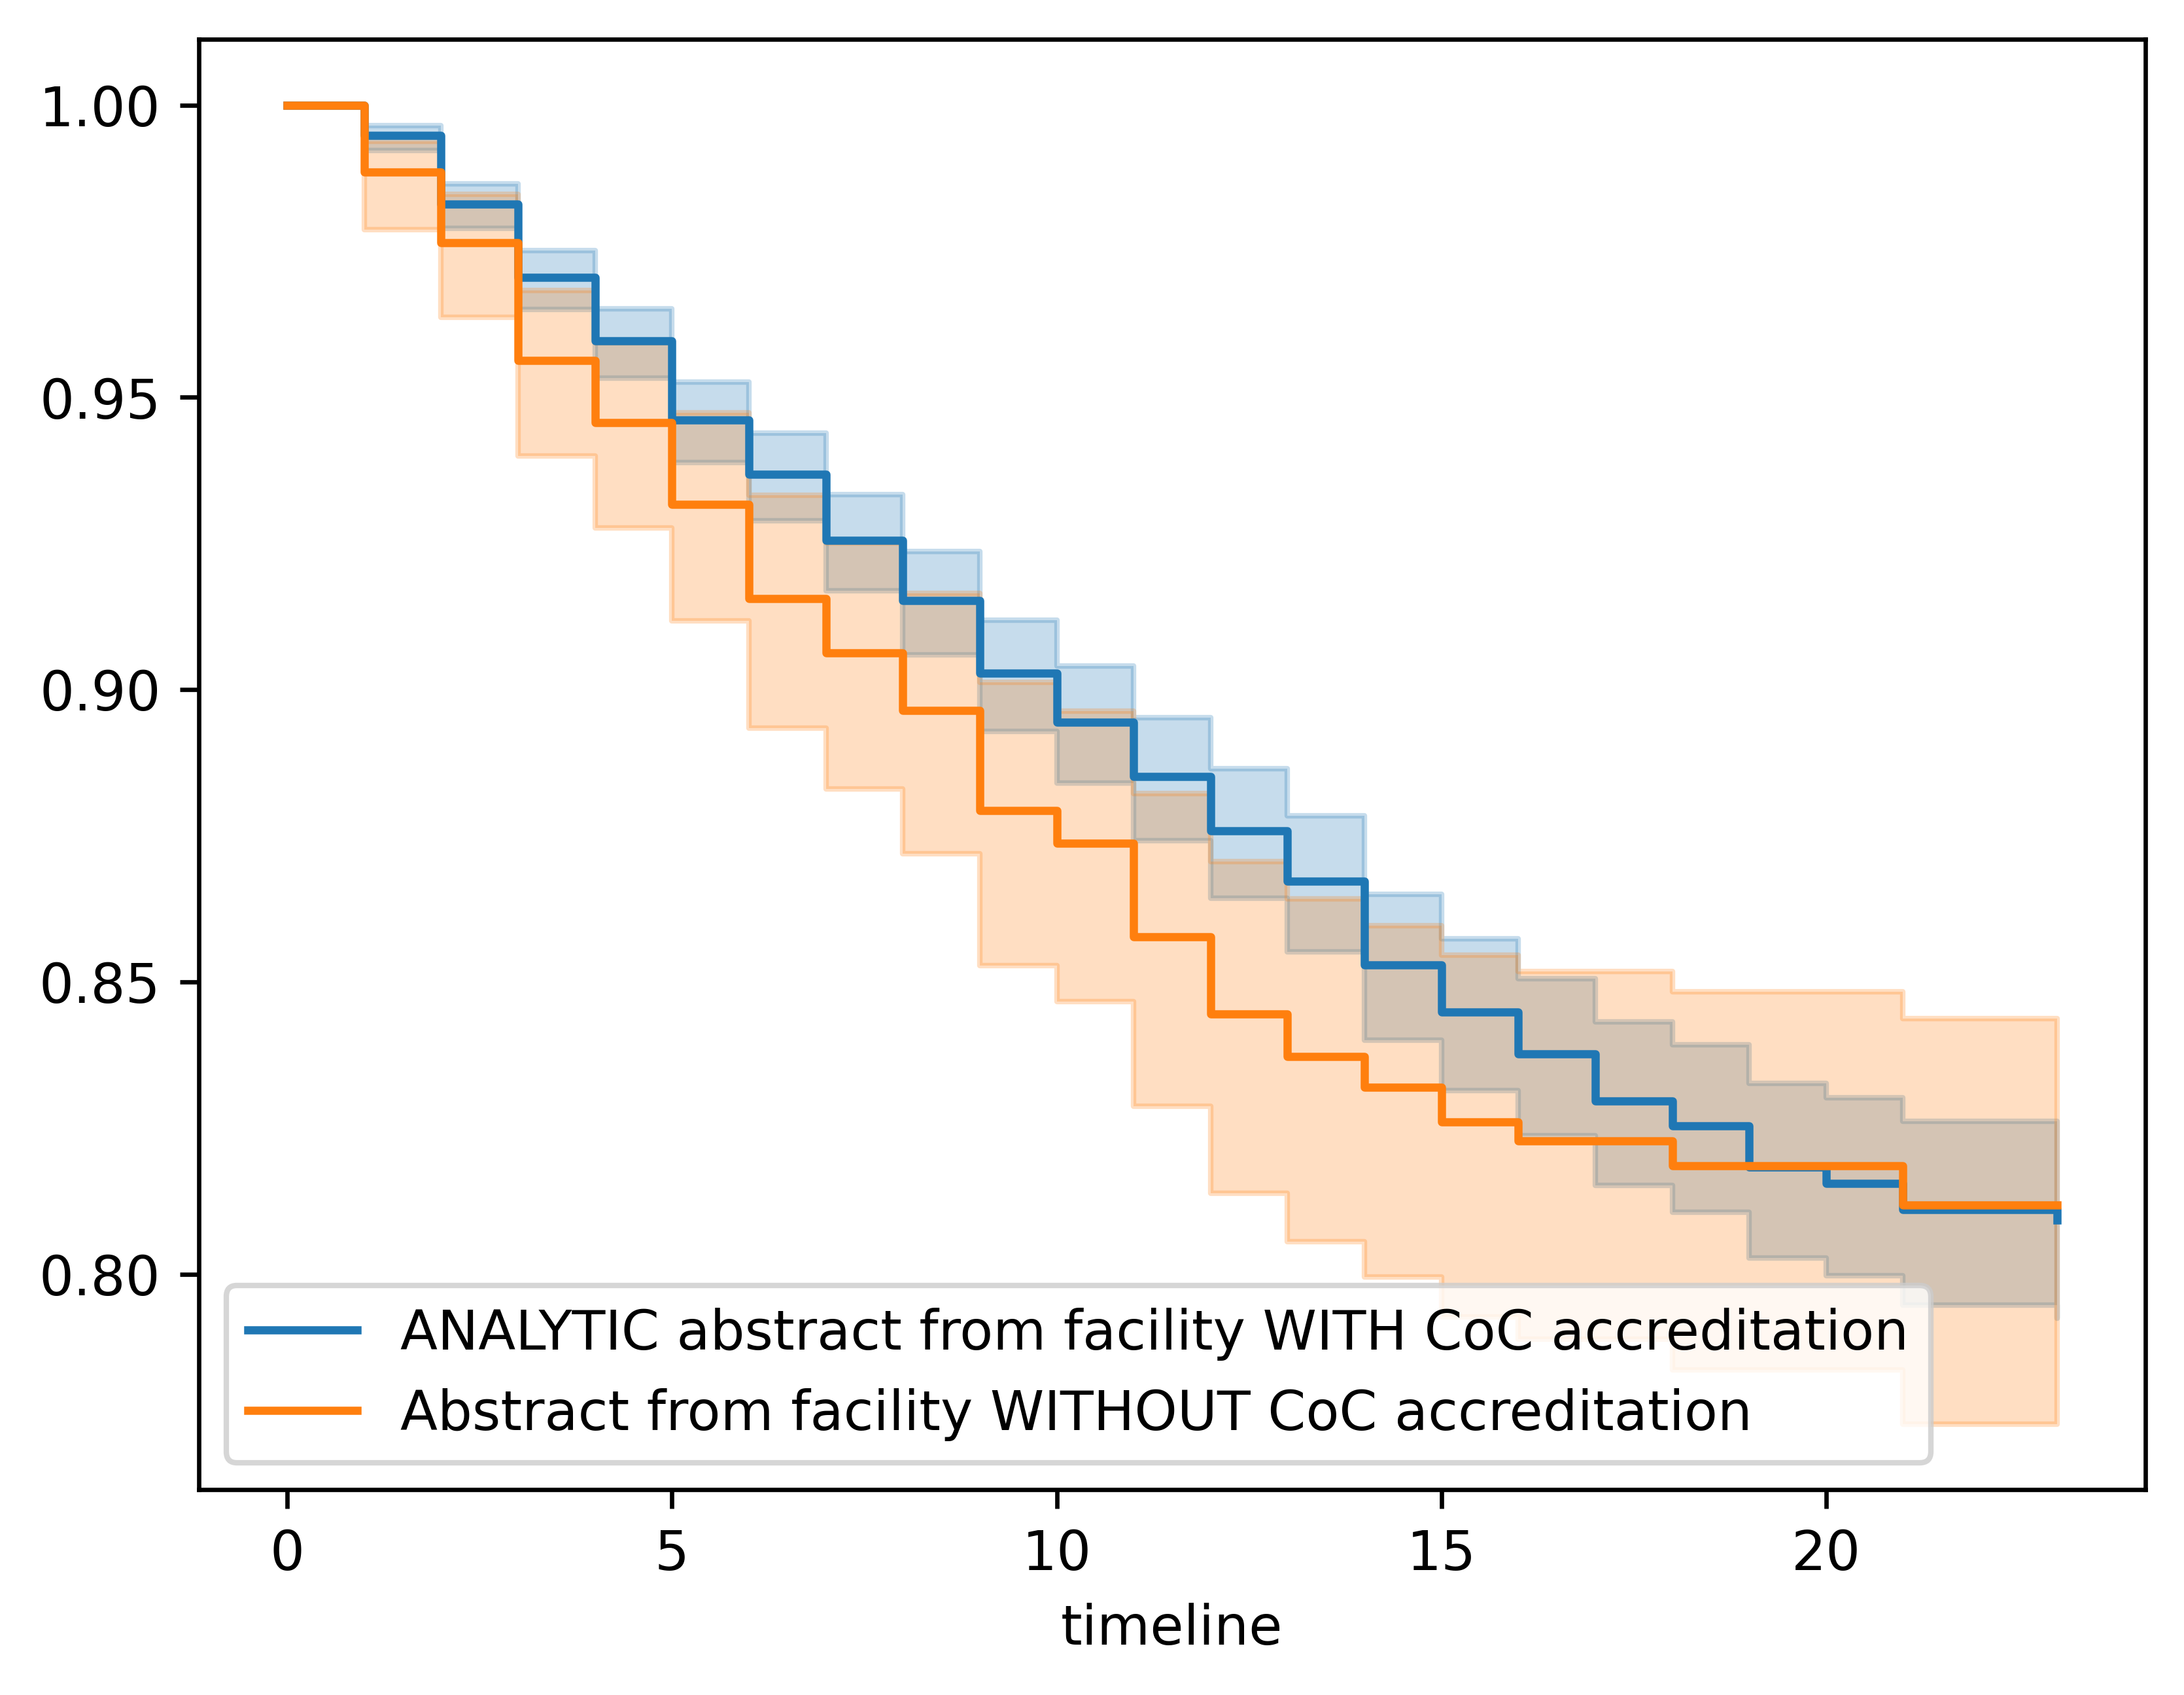 1.00
0.95
0.90
0.85
0.80
ANALYTIC abstract from facility WITH CoC accreditation
Abstract from facility WITHOUT CoC accreditation
0 5 10 15 20
timeline